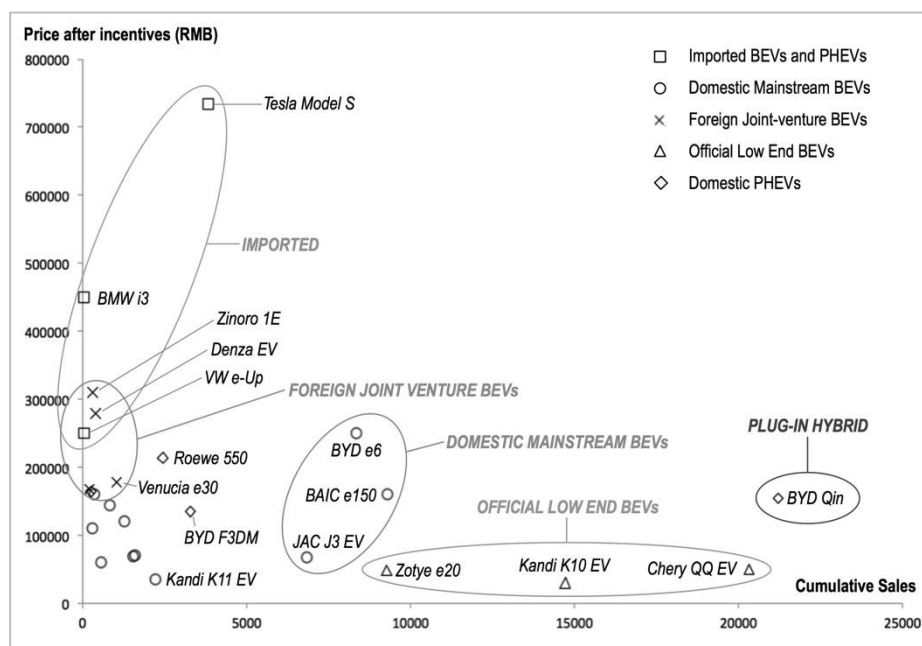 Price after incentives (RMB)
800000
700000
600000
500000
400000
300000
200000
100000
0
Imported BEVs and PHEVs
Domestic Mainstream BEVs
Foreign Joint-venture BEVs
Official Low End BEVs
Domestic PHEVs
Tesla Model S
IMPORTED
BMW i3
Zinoro 1E
Denza EV
VW e-Up
FOREIGN JOINT VENTURE BEVs
PLUG-IN HYBRID
DOMESTIC MAINSTREAM BEVs
BYD e6
Roewe 550
Venucia e30
BAIC e150
BYD Qin
OFFICIAL LOW END BEVs
BYD F3DM
JAC J3 EV
Kandi K11 EV
Zotye e20
Kandi K10 EV
Chery QQ EV
Cumulative Sales
0
5000
10000
15000
20000
25000